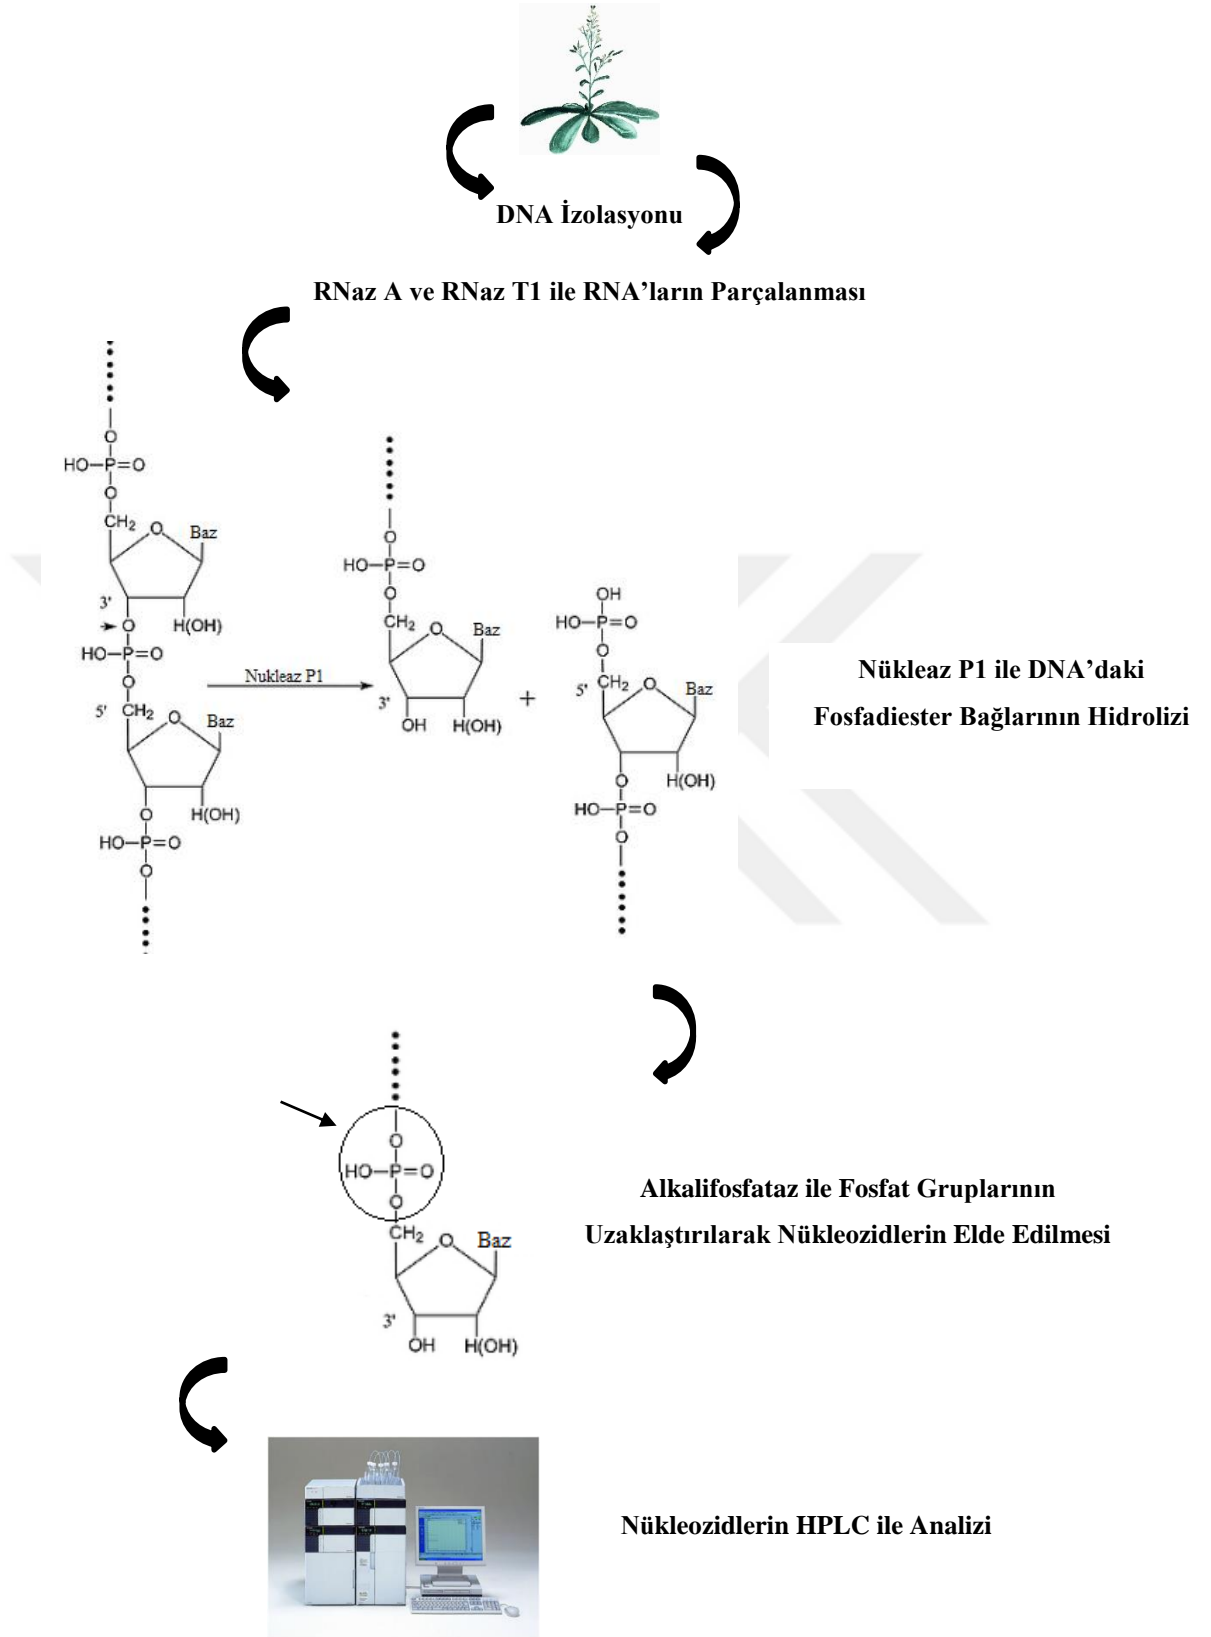 DNA İzolasyonu
RNaz A ve RNaz T1 ile RNA’ların Parçalanması
O
HO–P=O
O
CH2
O
Baz
3'
O
H(OH)
HO–P=O
O
5'
CH2
O
Baz
O
H(OH)
HO–P=O
O
Nukleaz P1
O
HO–P=O
O
CH2
O
Baz
3'
OH
H(OH)
+
OH
HO–P=O
O
5'
CH2
O
Baz
O
H(OH)
HO–P=O
O
Nükleaz P1 ile DNA’daki
Fosfadiester Bağlarının Hidrolizi
O
HO–P=O
O
CH2
O
Baz
3'
OH
H(OH)
Alkalifosfataz ile Fosfat Gruplarının
Uzaklaştırılarak Nükleozidlerin Elde Edilmesi
Nükleozidlerin HPLC ile Analizi